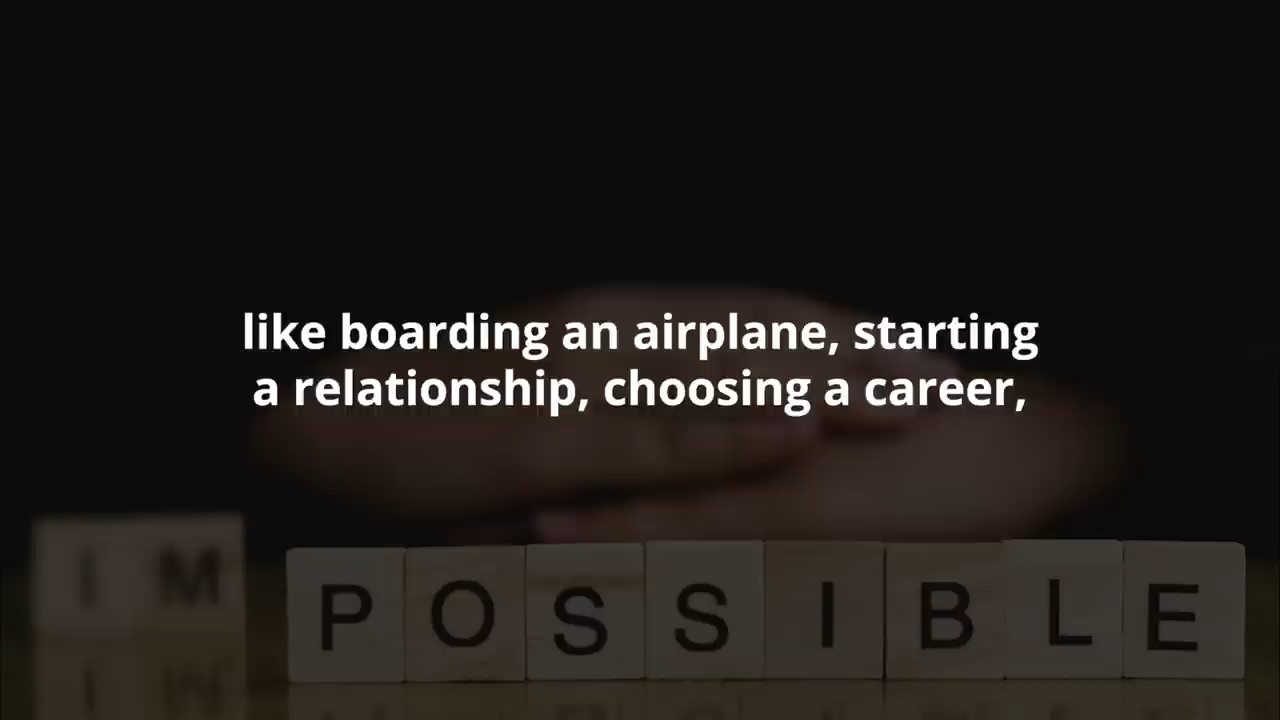 like boarding an airplane, starting
a relationship, choosing a career,
IM POSSIBLE